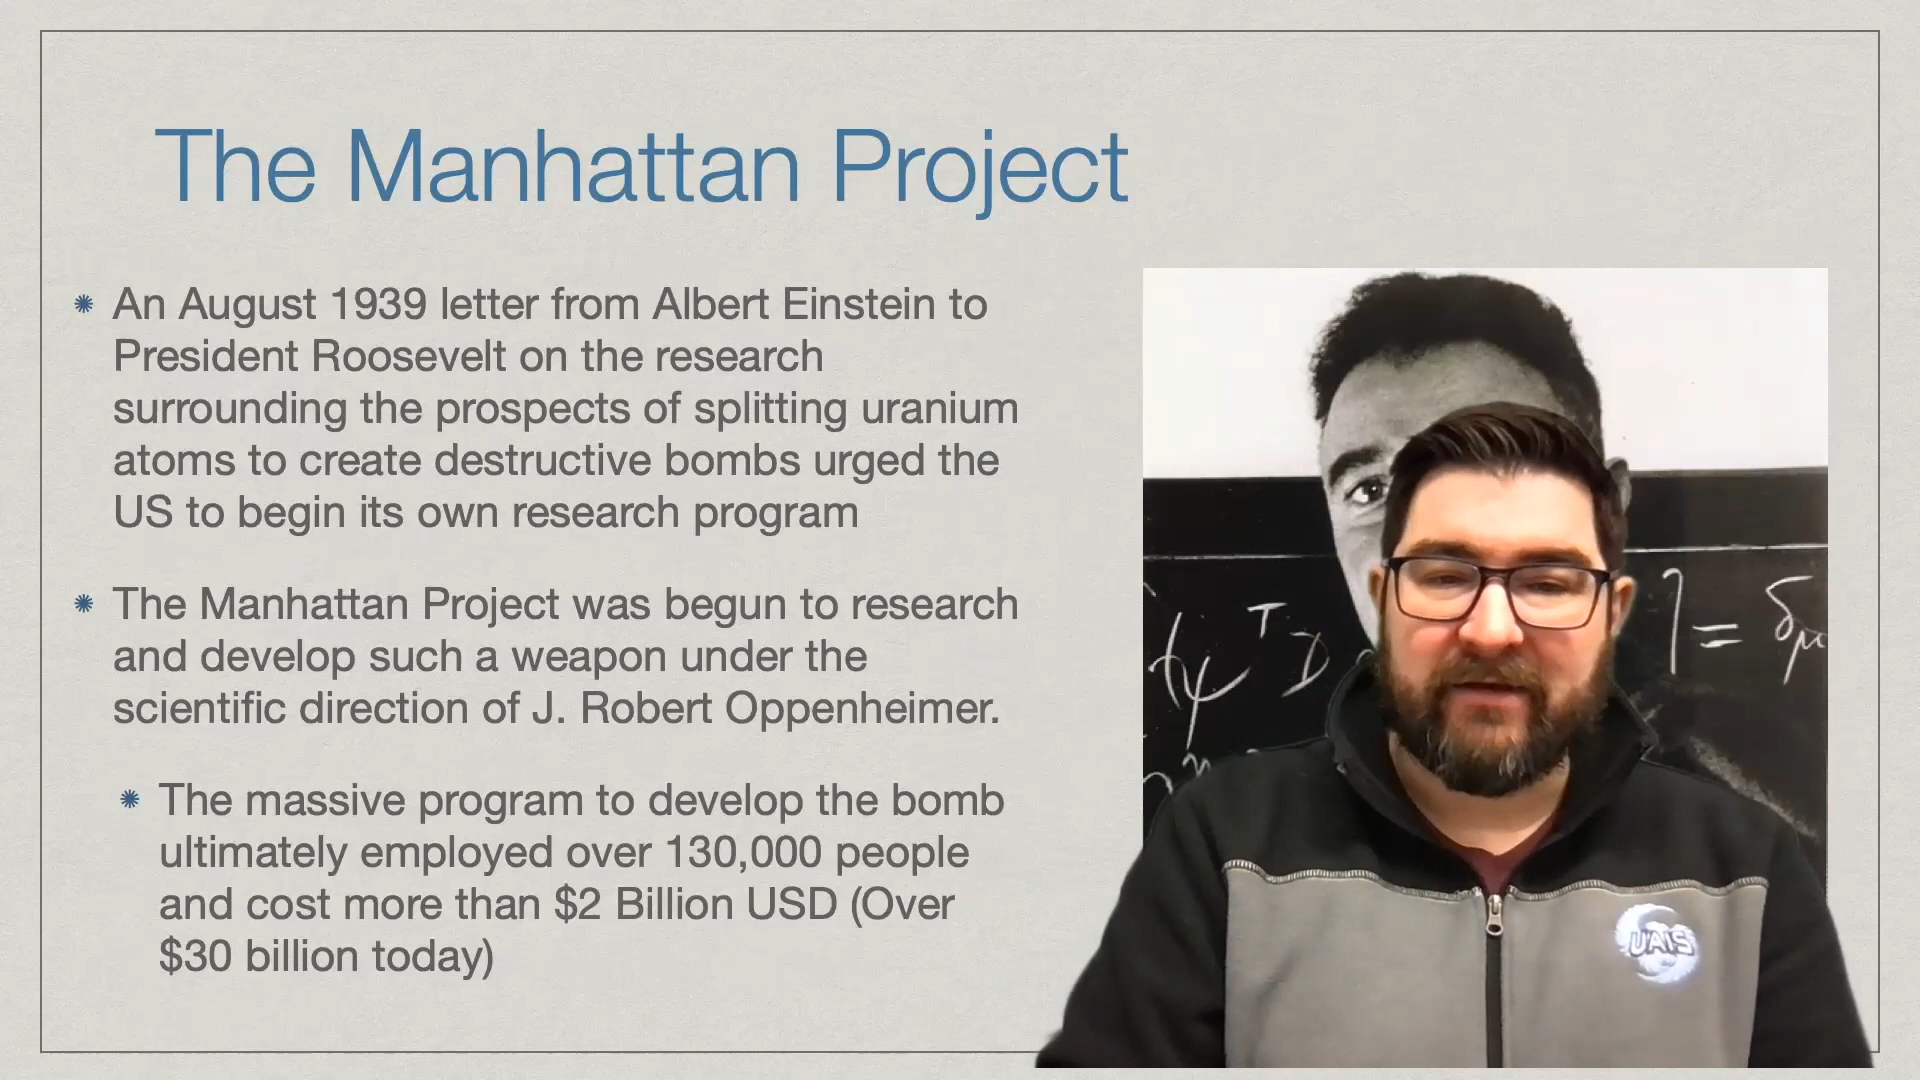 The Manhattan Project
An August 1939 letter from Albert Einstein to
President Roosevelt on the research
surrounding the prospects of splitting uranium
atoms to create destructive bombs urged the
US to begin its own research program
The Manhattan Project was begun to research
and develop such a weapon under the
scientific direction of J. Robert Oppenheimer.
The massive program to develop the bomb
ultimately employed over 130,000 people
and cost more than $2 Billion USD (Over
$30 billion today)
UAIS